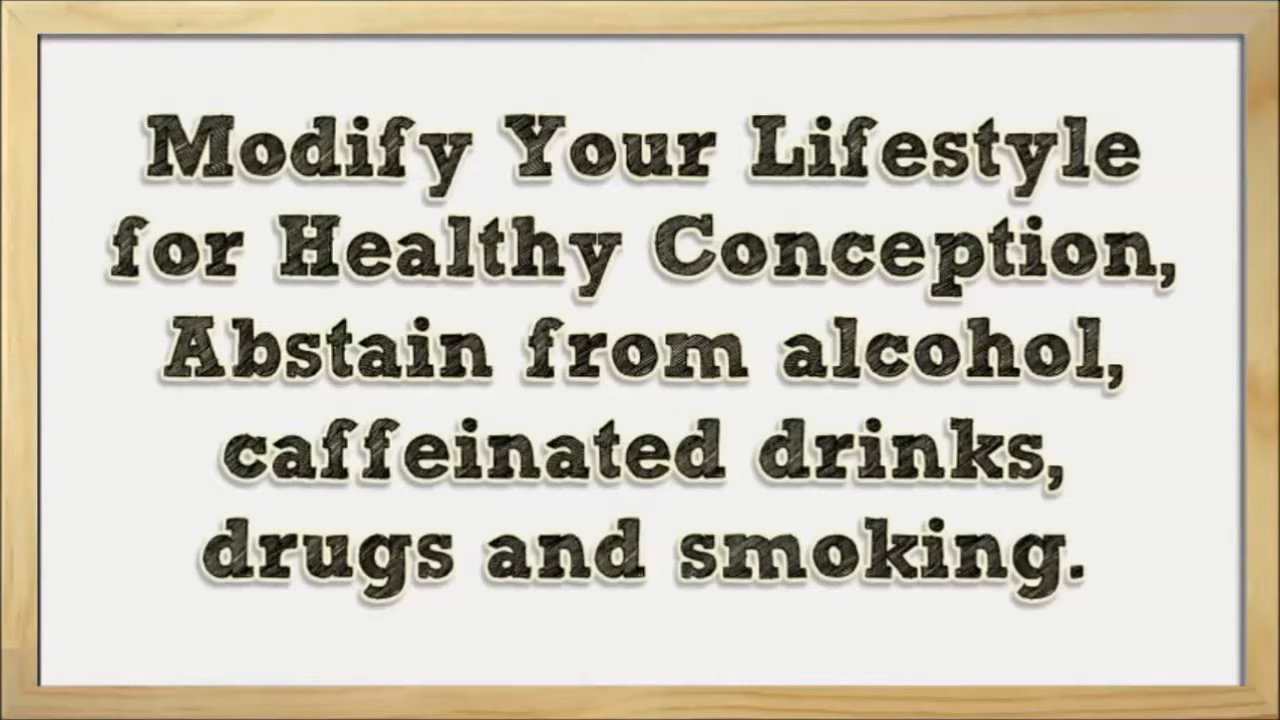 Modify Your Lifestyle
for Healthy Conception,
Abstain from alcohol,
caffeinated drinks,
drugs and smoking.